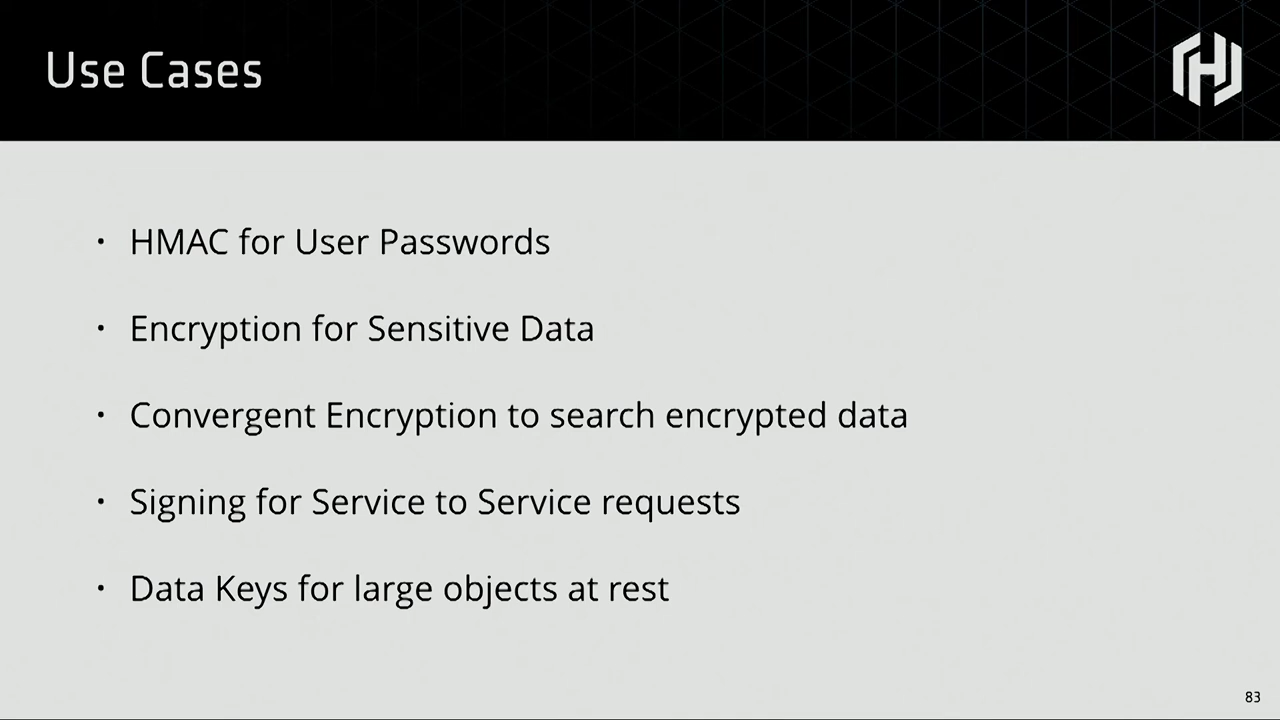 Use Cases
• HMAC for User Passwords
• Encryption for Sensitive Data
• Convergent Encryption to search encrypted data
• Signing for Service to Service requests
• Data Keys for large objects at rest
83